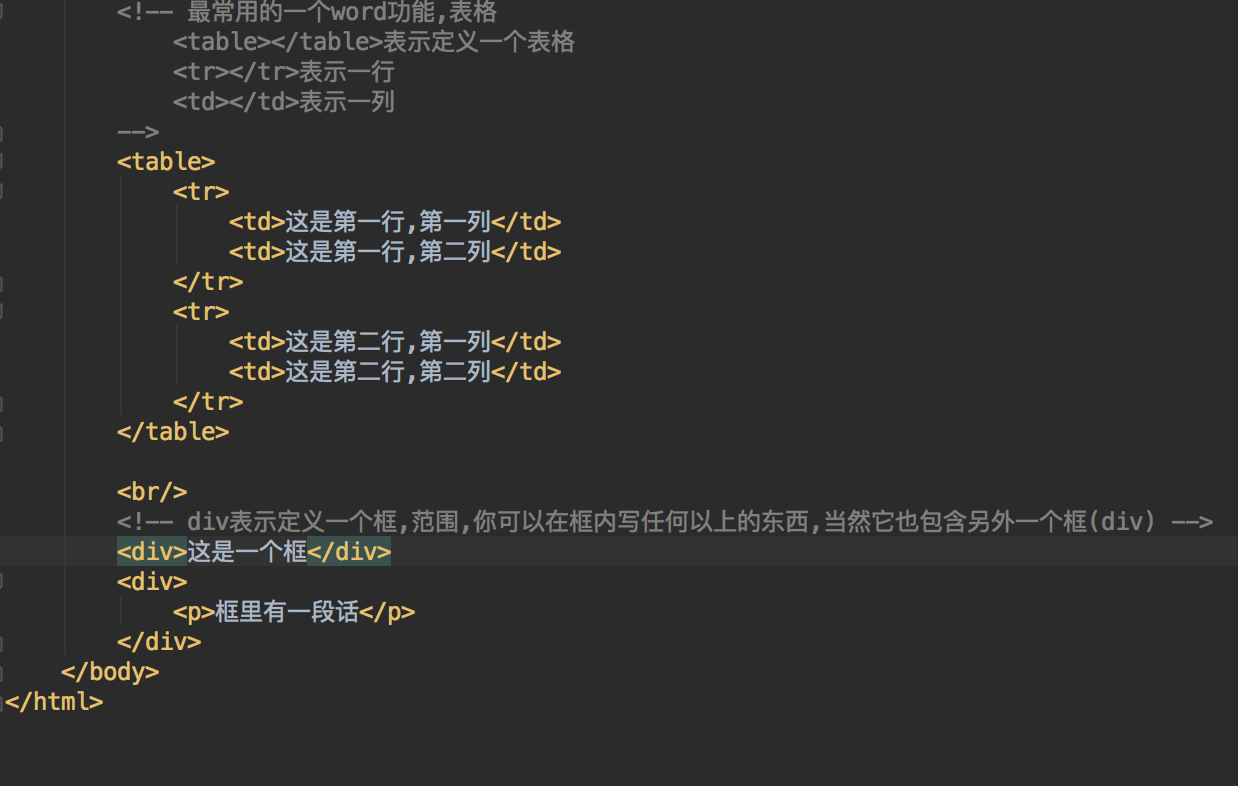 <!-- 最常用的一个word功能,表格
<table></table>表示定义一个表格
<tr></tr>表示一行
<td></td>表示一列
-->
<table>
<tr>
<td>这是第一行,第一列</td>
<td>这是第一行,第二列</td>
</tr>
<tr>
<td>这是第二行,第一列</td>
<td>这是第二行,第二列</td>
</tr>
</table>
<br/>
<!-- div表示定义一个框,范围,你可以在框内写任何以上的东西,当然它也包含另外一个框(div) -->
<div>这是一个框</div>
<div>
<p>框里有一段话</p>
</div>
</body>
</html>